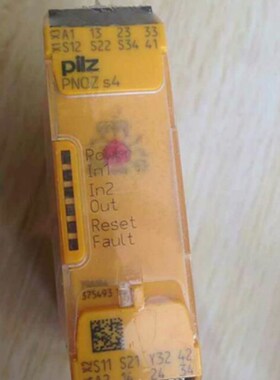 A1 13 23 33
S12 S22 S34 41
pilz
PNOZ s4
In1
In2
Out
Reset
Fault
S11 S21 Y32 42